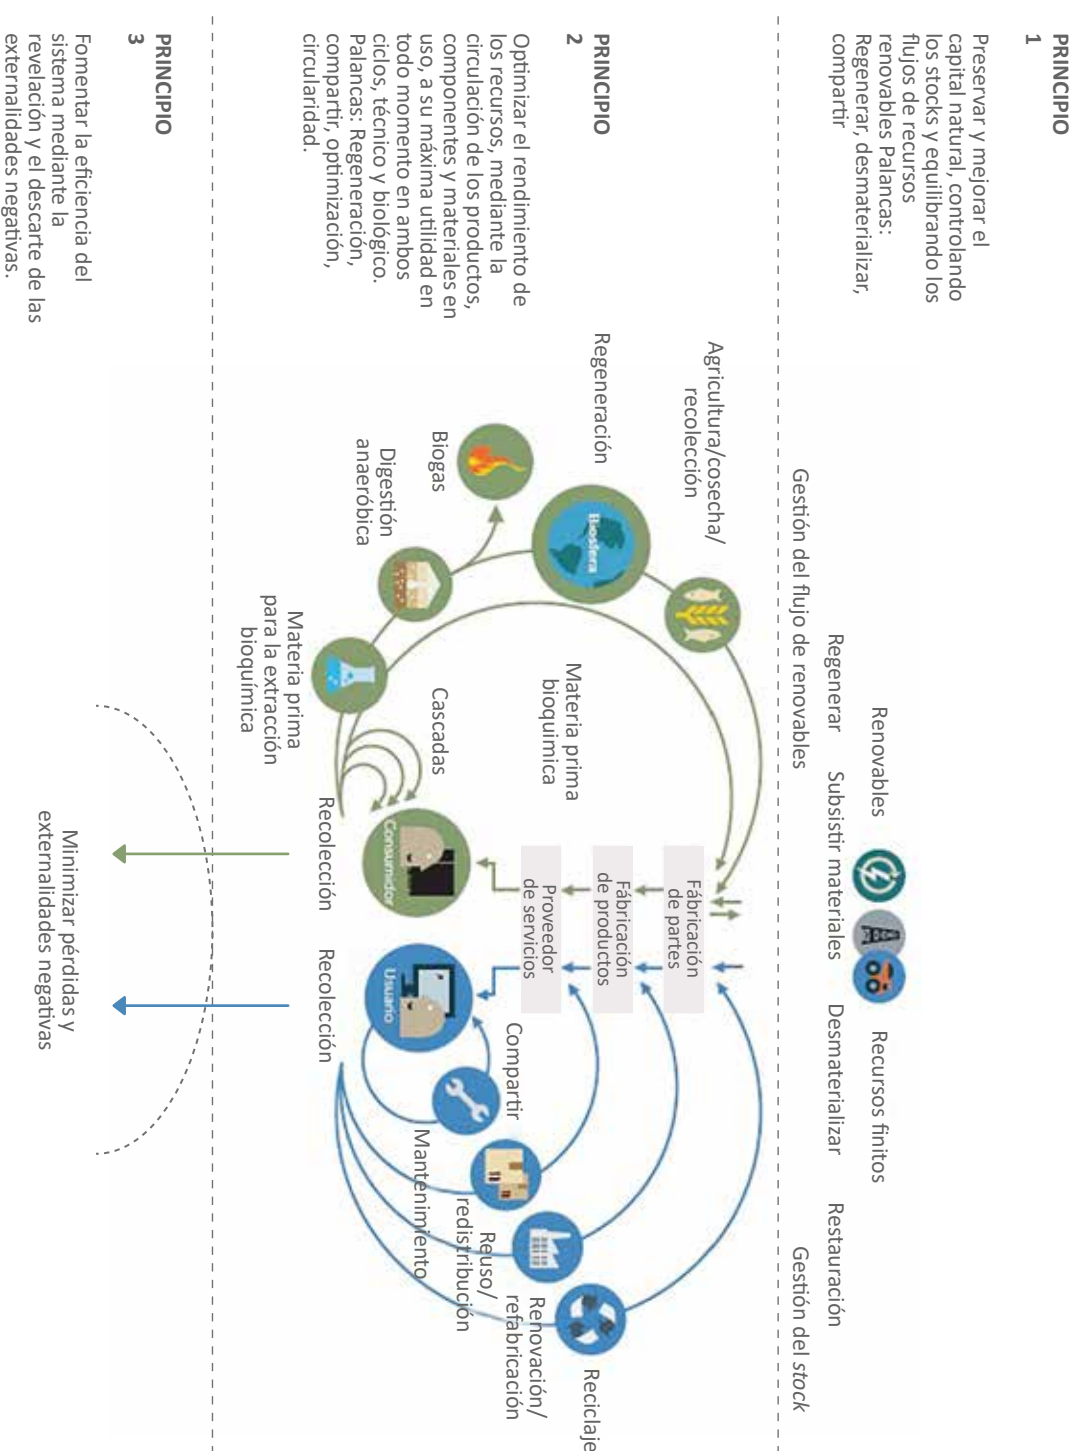 PRINCIPIO
1
Preservar y mejorar el
capital natural, controlando
los stocks y equilibrando los
flujos de recursos
renovables Palancas:
Regenerar, desmaterializar,
compartir
Renovables
Recursos finitos
Regenerar
Subsistir materiales
Desmaterializar
Restauración
Gestión del flujo de renovables
Gestión del stock
PRINCIPIO
2
Optimizar el rendimiento de
los recursos, mediante la
circulación de los productos,
componentes y materiales en
uso, a su máxima utilidad en
todo momento en ambos
ciclos, técnico y biológico.
Palancas: Regeneración,
compartir, optimización,
circularidad.
Agricultura/cosecha/
recolección
Regeneración
Biosfera
Biogas
Digestión
anaeróbica
Materia prima
para la extracción
bioquímica
Materia prima
bioquimica
Cascadas
Fábricación
de partes
Fábricación
de productos
Proveedor
de servicios
Consumidor
Usuario
Compartir
Mantenimiento
Reuso/
redistribución
Renovación/
refabricación
Reciclaje
Recolección
Recolección
PRINCIPIO
3
Fomentar la eficiencia del
sistema mediante la
revelación y el descarte de las
externalidades negativas.
Minimizar pérdidas y
externalidades negativas